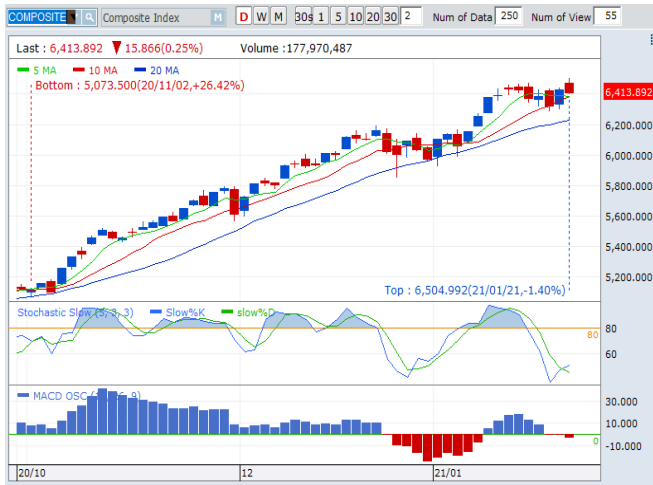 COMPOSITE Composite Index M D W M 30s 1 5 10 20 30 2 Num of Data 250 Num of View 55
Last : 6,413.892 ▼ 15.866(0.25%) Volume :177,970,487
5 MA 10 MA 20 MA
Bottom : 5,073.500(20/11/02,+26.42%)
6,413.892
6,200.000
6,000.000
5,800.000
5,600.000
5,400.000
5,200.000
Top : 6,504.992(21/01/21,-1.40%)
Stochastic Slow (5, 3, 3) Slow%K slow%D
80
80
60
MACD OSC
30.000
10.000
0
-10.000
20/10 12 21/01